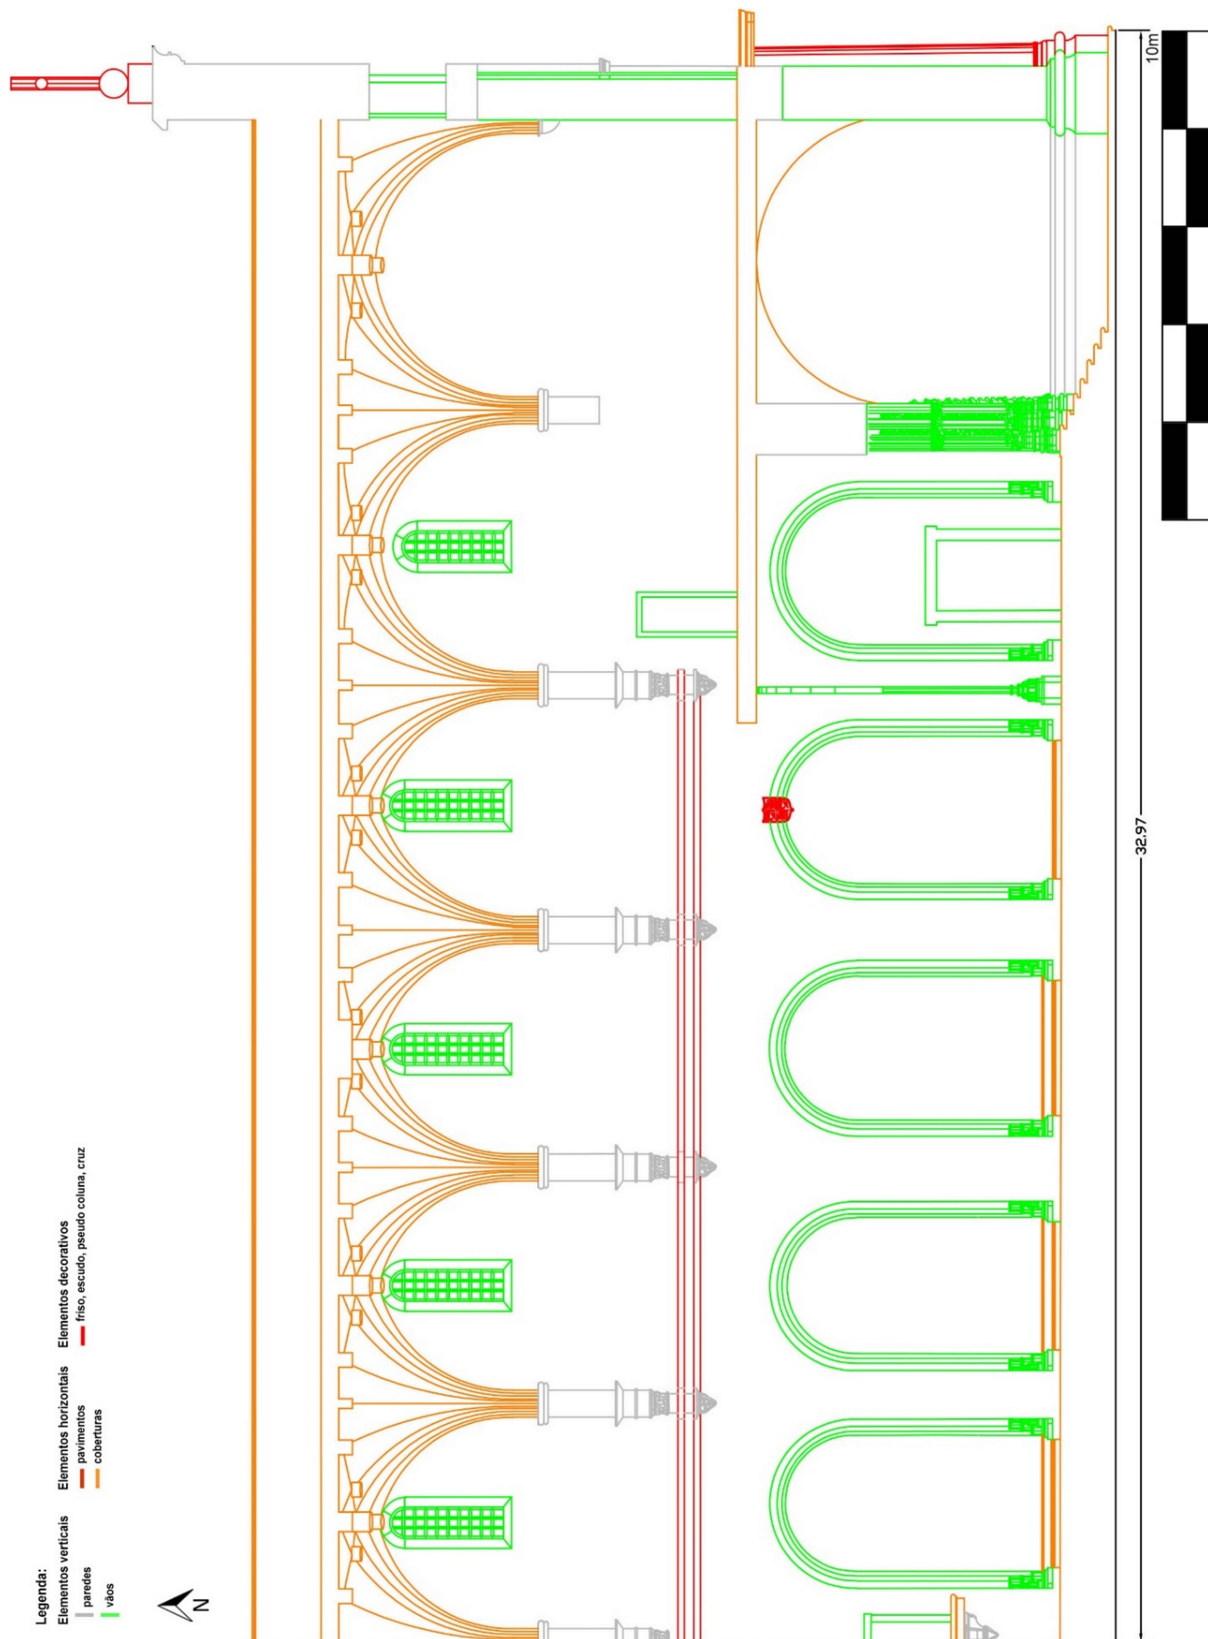 Legenda:
Elementos verticais
paredes
vãos
Elementos horizontais
pavimentos
coberturas
Elementos decorativos
friso, escudo, pseudo coluna, cruz
N
32.97
10m